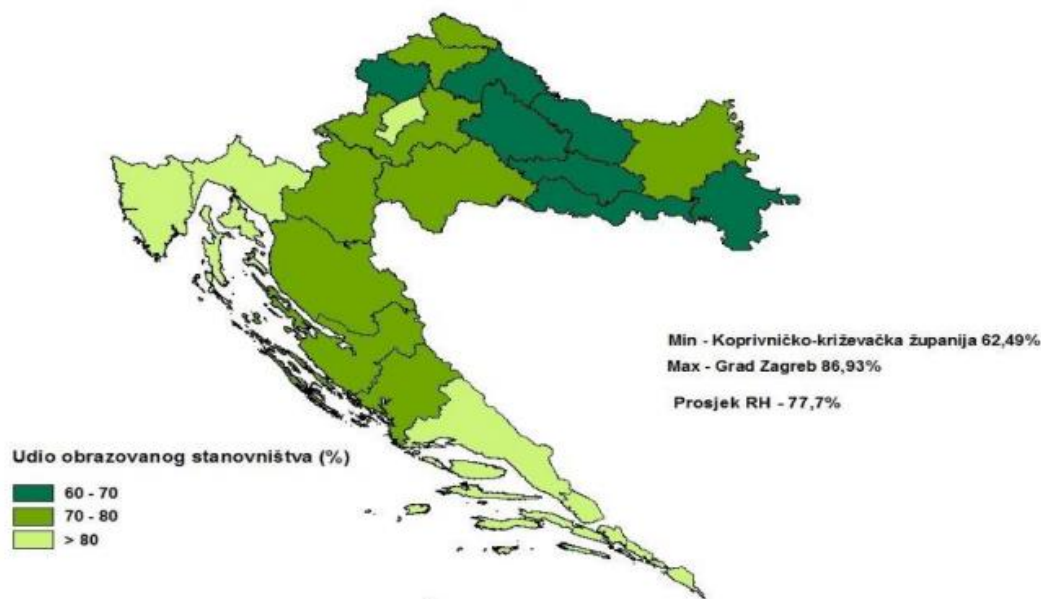 Min - Koprivničko-križevačka županija 62,49%
Max - Grad Zagreb 86,93%
Prosjek RH - 77,7%
Udio obrazovanog stanovništva (%)
60 - 70
70 - 80
> 80